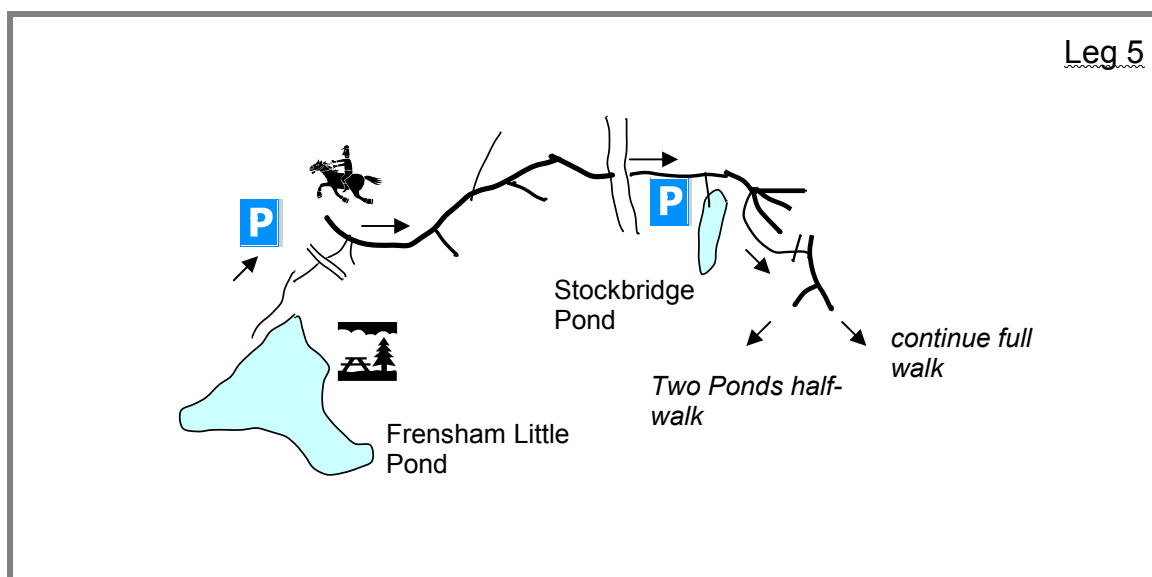 Leg 5
P
P
Stockbridge
Pond
continue full
walk
Two Ponds half-
walk
Frensham Little
Pond